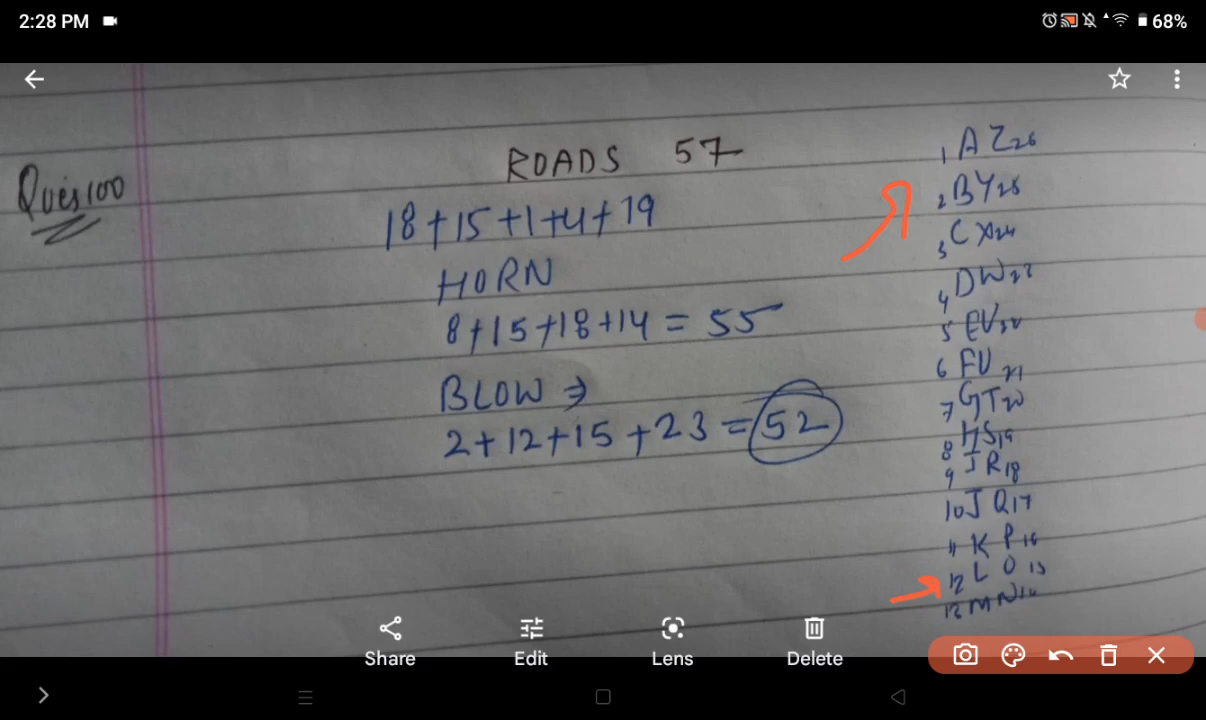 2:28 PM
68%
Ques 100
ROADS 57
18+15+1+4+19
HORN
8+15+18+14 = 55
BLOW ⇒
2+12+15+23 = 52
1 A Z 26
2 B Y 25
3 C X 24
4 D W 23
5 E V 22
6 F U 21
7 G T 20
8 H S 19
9 I R 18
10 J Q 17
11 K P 16
12 L O 15
13 M N 14
Share Edit Lens Delete